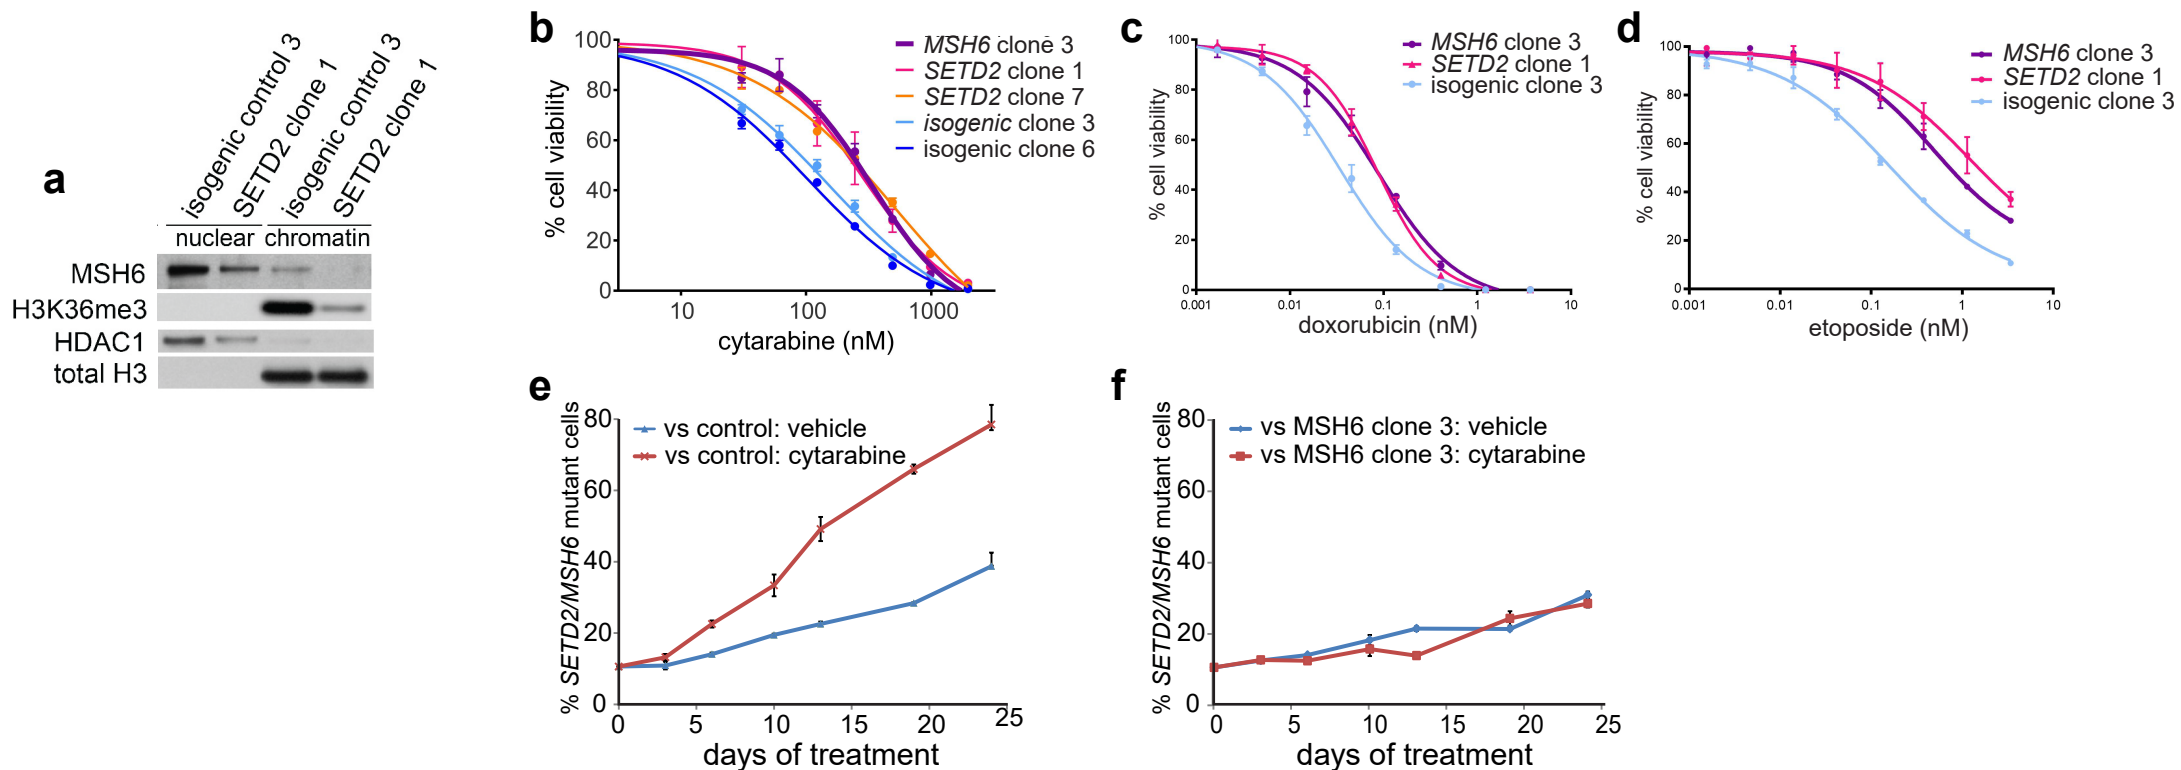 a
isogenic control 3
SETD2 clone 1
isogenic control 3
SETD2 clone 1
nuclear chromatin
MSH6
H3K36me3
HDAC1
total H3
b
100
80
60
40
20
0
% cell viability
10 100 1000
cytarabine (nM)
MSH6 clone 3
SETD2 clone 1
SETD2 clone 7
isogenic clone 3
isogenic clone 6
c
100
80
60
40
20
0
% cell viability
0.001 0.01 0.1 1 10
doxorubicin (nM)
MSH6 clone 3
SETD2 clone 1
isogenic clone 3
d
100
80
60
40
20
0
% cell viability
0.001 0.01 0.1 1 10
etoposide (nM)
MSH6 clone 3
SETD2 clone 1
isogenic clone 3
e
80
60
40
20
0
% SETD2/MSH6 mutant cells
vs control: vehicle
vs control: cytarabine
0 5 10 15 20 25
days of treatment
f
80
60
40
20
0
% SETD2/MSH6 mutant cells
vs MSH6 clone 3: vehicle
vs MSH6 clone 3: cytarabine
0 5 10 15 20 25
days of treatment